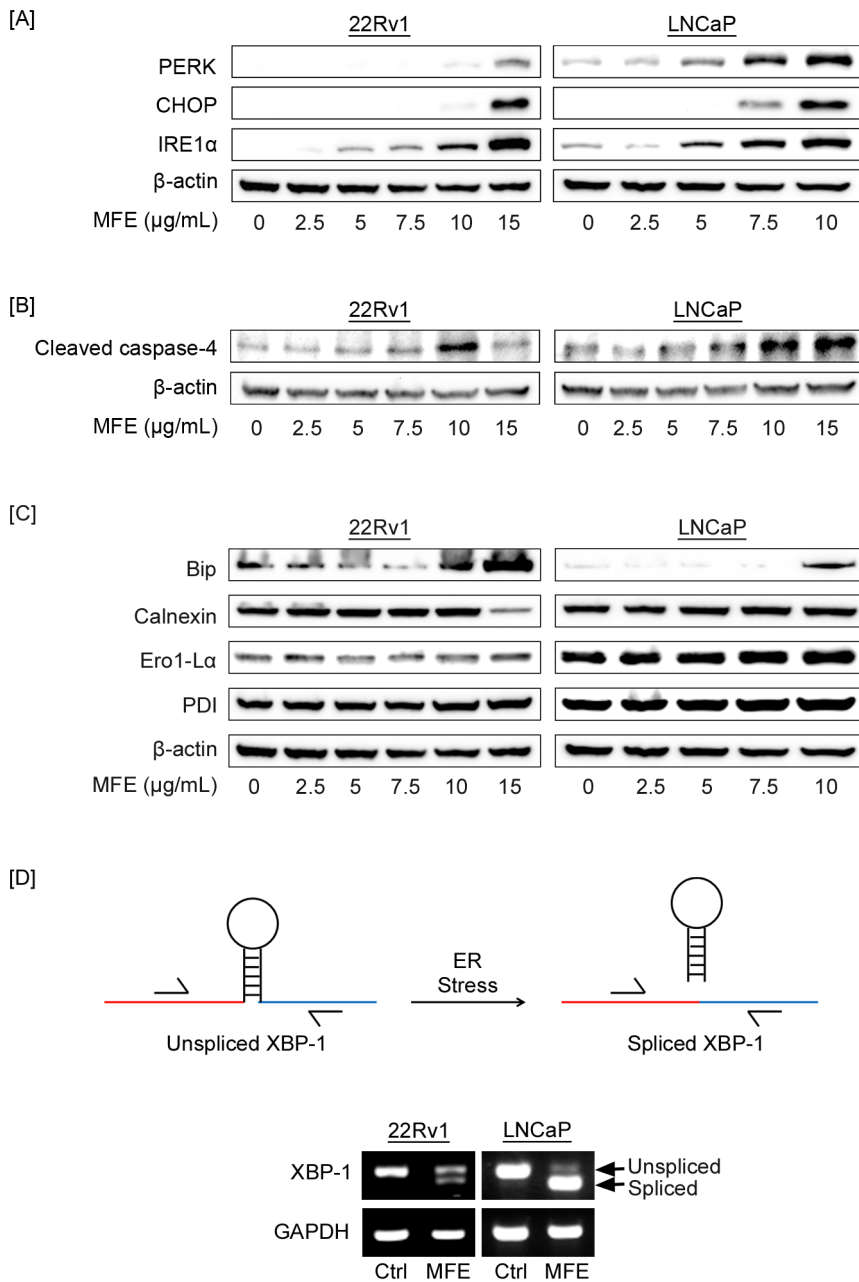 [A]
22Rv1 LNCaP
PERK
CHOP
IRE1α
β-actin
MFE (µg/mL) 0 2.5 5 7.5 10 15 0 2.5 5 7.5 10
[B]
22Rv1 LNCaP
Cleaved caspase-4
β-actin
MFE (µg/mL) 0 2.5 5 7.5 10 15 0 2.5 5 7.5 10 15
[C]
22Rv1 LNCaP
Bip
Calnexin
Ero1-Lα
PDI
β-actin
MFE (µg/mL) 0 2.5 5 7.5 10 15 0 2.5 5 7.5 10
[D]
ER
Stress
Unspliced XBP-1 Spliced XBP-1
22Rv1 LNCaP
XBP-1 Unspliced
Spliced
GAPDH
Ctrl MFE Ctrl MFE